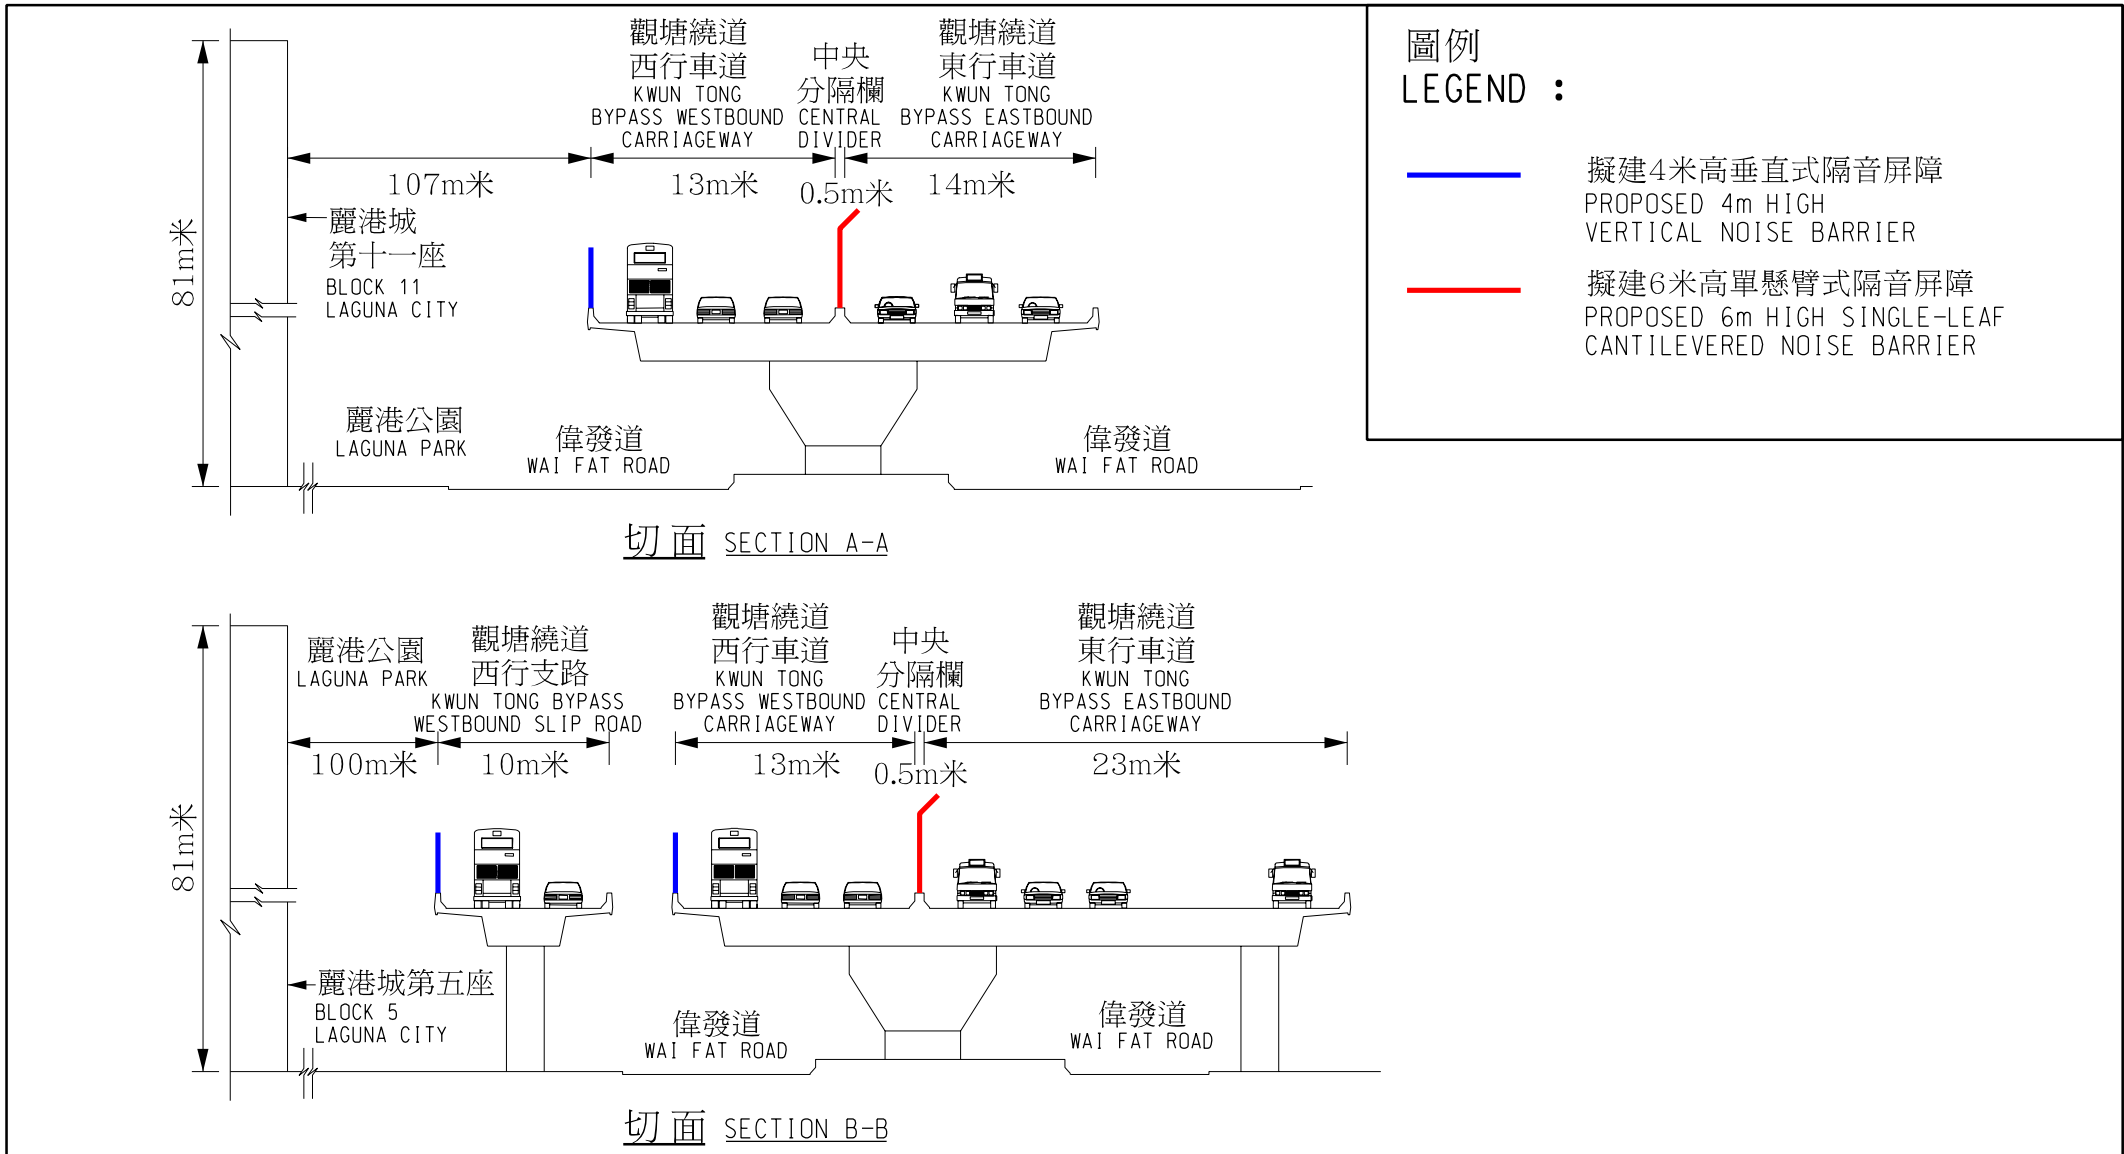 觀塘繞道
西行車道
KWUN TONG
BYPASS WESTBOUND
CARRIAGEWAY
中央
分隔欄
CENTRAL
DIVIDER
觀塘繞道
東行車道
KWUN TONG
BYPASS EASTBOUND
CARRIAGEWAY
107m米
13m米
0.5m米
14m米
81m米
麗港城
第十一座
BLOCK 11
LAGUNA CITY
麗港公園
LAGUNA PARK
偉發道
WAI FAT ROAD
偉發道
WAI FAT ROAD
切面 SECTION A-A
圖例
LEGEND :
擬建4米高垂直式隔音屏障
PROPOSED 4m HIGH
VERTICAL NOISE BARRIER
擬建6米高單懸臂式隔音屏障
PROPOSED 6m HIGH SINGLE-LEAF
CANTILEVERED NOISE BARRIER
麗港公園
LAGUNA PARK
觀塘繞道
西行支路
KWUN TONG BYPASS
WESTBOUND SLIP ROAD
觀塘繞道
西行車道
KWUN TONG
BYPASS WESTBOUND
CARRIAGEWAY
中央
分隔欄
CENTRAL
DIVIDER
觀塘繞道
東行車道
KWUN TONG
BYPASS EASTBOUND
CARRIAGEWAY
100m米
10m米
13m米
0.5m米
23m米
81m米
麗港城第五座
BLOCK 5
LAGUNA CITY
偉發道
WAI FAT ROAD
偉發道
WAI FAT ROAD
切面 SECTION B-B